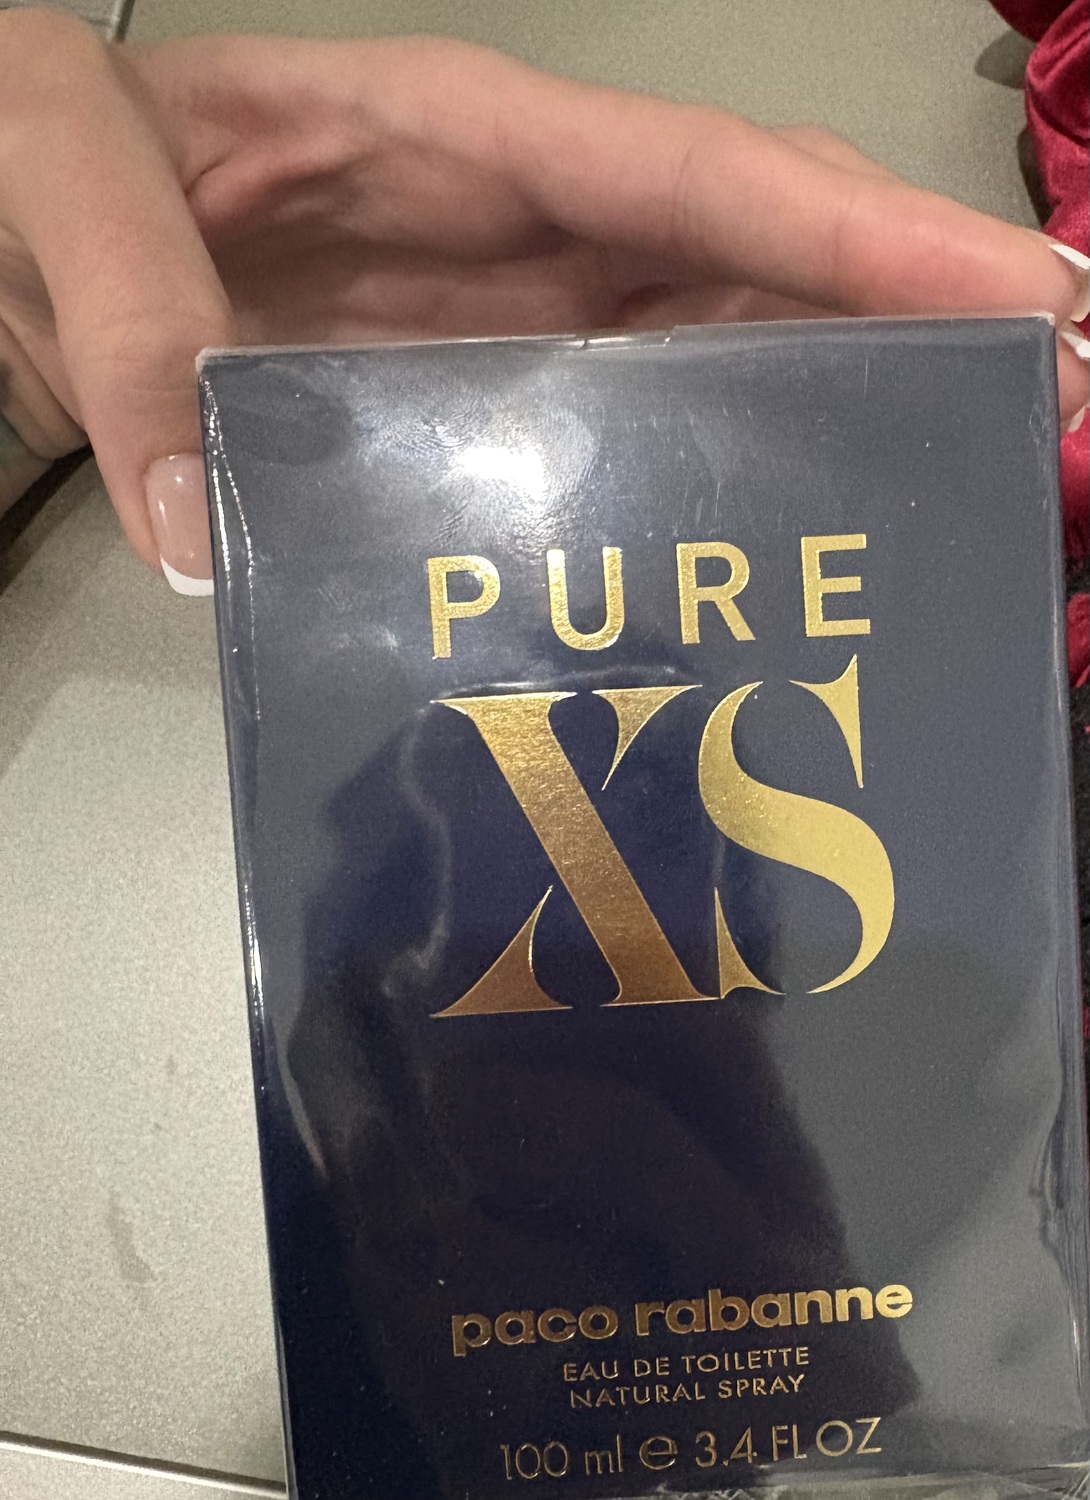 PURE
XS
paco rabanne
EAU DE TOILETTE
NATURAL SPRAY
100 ml ℮ 3.4 FL OZ